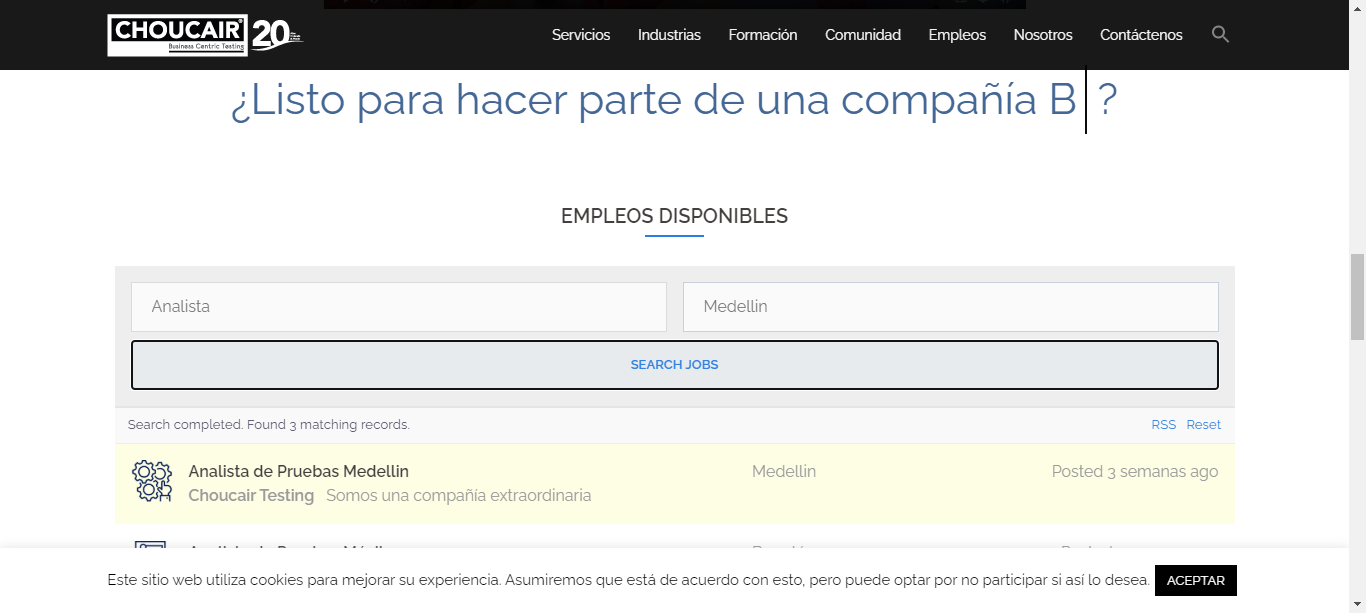 CHOUCAIR
Business Centric Testing
20
Servicios Industrias Formación Comunidad Empleos Nosotros Contáctenos
¿Listo para hacer parte de una compañía B ?
EMPLEOS DISPONIBLES
Analista
Medellin
SEARCH JOBS
Search completed. Found 3 matching records.
RSS Reset
Analista de Pruebas Medellin
Medellin
Posted 3 semanas ago
Choucair Testing Somos una compañía extraordinaria
Este sitio web utiliza cookies para mejorar su experiencia. Asumiremos que está de acuerdo con esto, pero puede optar por no participar si así lo desea.
ACEPTAR